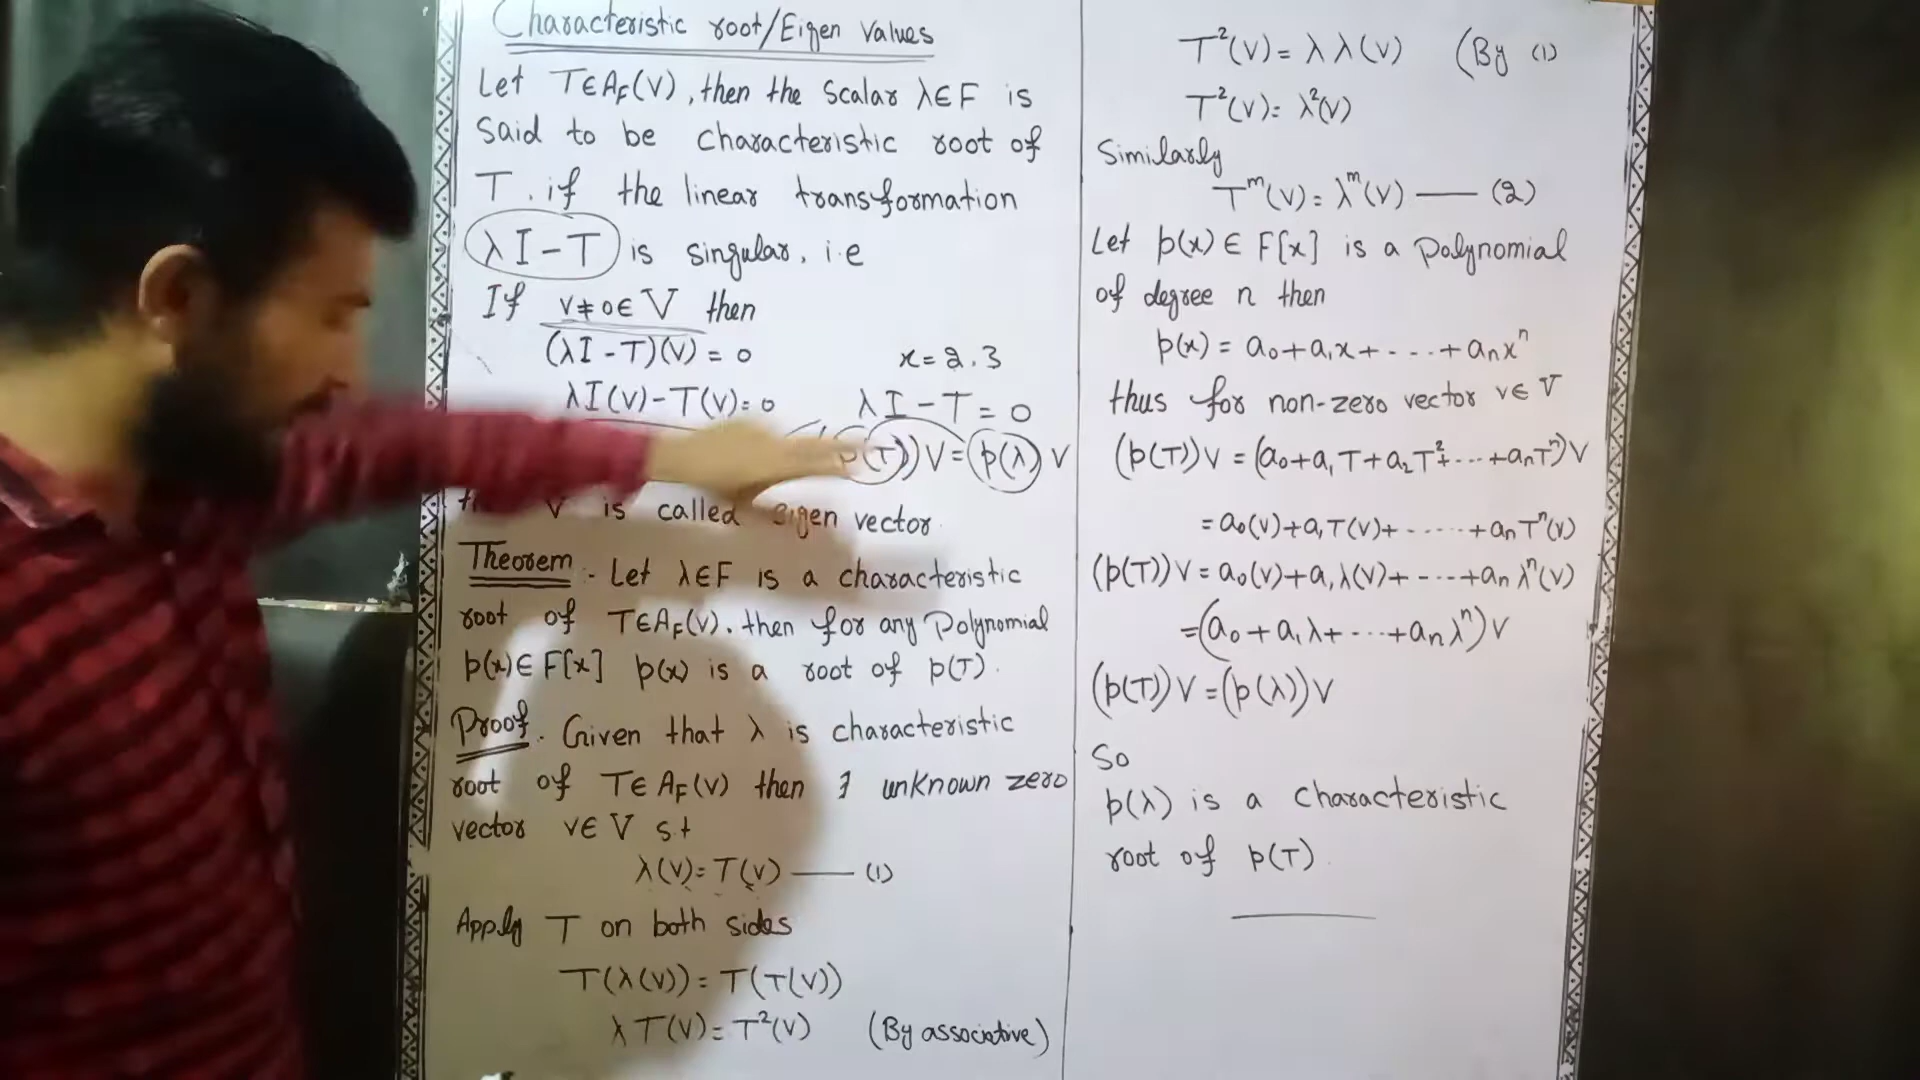 Characteristic root/Eigen Values
Let T∈A_F(V), then the Scalar λ∈F is
Said to be characteristic root of
T. if the linear transformation
λI-T is singular, i.e
If v≠0∈V then
(λI-T)(V)=0
x=2.3
λI(V)-T(V)=0
λI-T=0
p(T))V=(p(λ)V
V is called eigen vector.
Theorem:- Let λ∈F is a characteristic
root of T∈A_F(V). then for any Polynomial
p(x)∈F[x] p(x) is a root of p(T).
Proof. Given that λ is characteristic
root of T∈A_F(V) then ∃ unknown zero
vector v∈V s.t
λ(V)=T(V) —— (1)
Apply T on both sides
T(λ(V))=T(T(V))
λT(V)=T²(V) (By associative)
T²(V)=λλ(V) (By (1)
T²(V)=λ²(V)
Similarly
Tᵐ(V)=λᵐ(V) —— (2)
Let p(x)∈F[x] is a Polynomial
of degree n then
p(x)=a₀+a₁x+----+aₙxⁿ
thus for non-zero vector v∈V
(p(T))V=(a₀+a₁T+a₂T²+----+aₙTⁿ)V
=a₀(V)+a₁T(V)+------+aₙTⁿ(V)
(p(T))V=a₀(V)+a₁λ(V)+----+aₙλⁿ(V)
=(a₀+a₁λ+----+aₙλⁿ)V
(p(T))V=(p(λ))V
So
p(λ) is a characteristic
root of p(T).